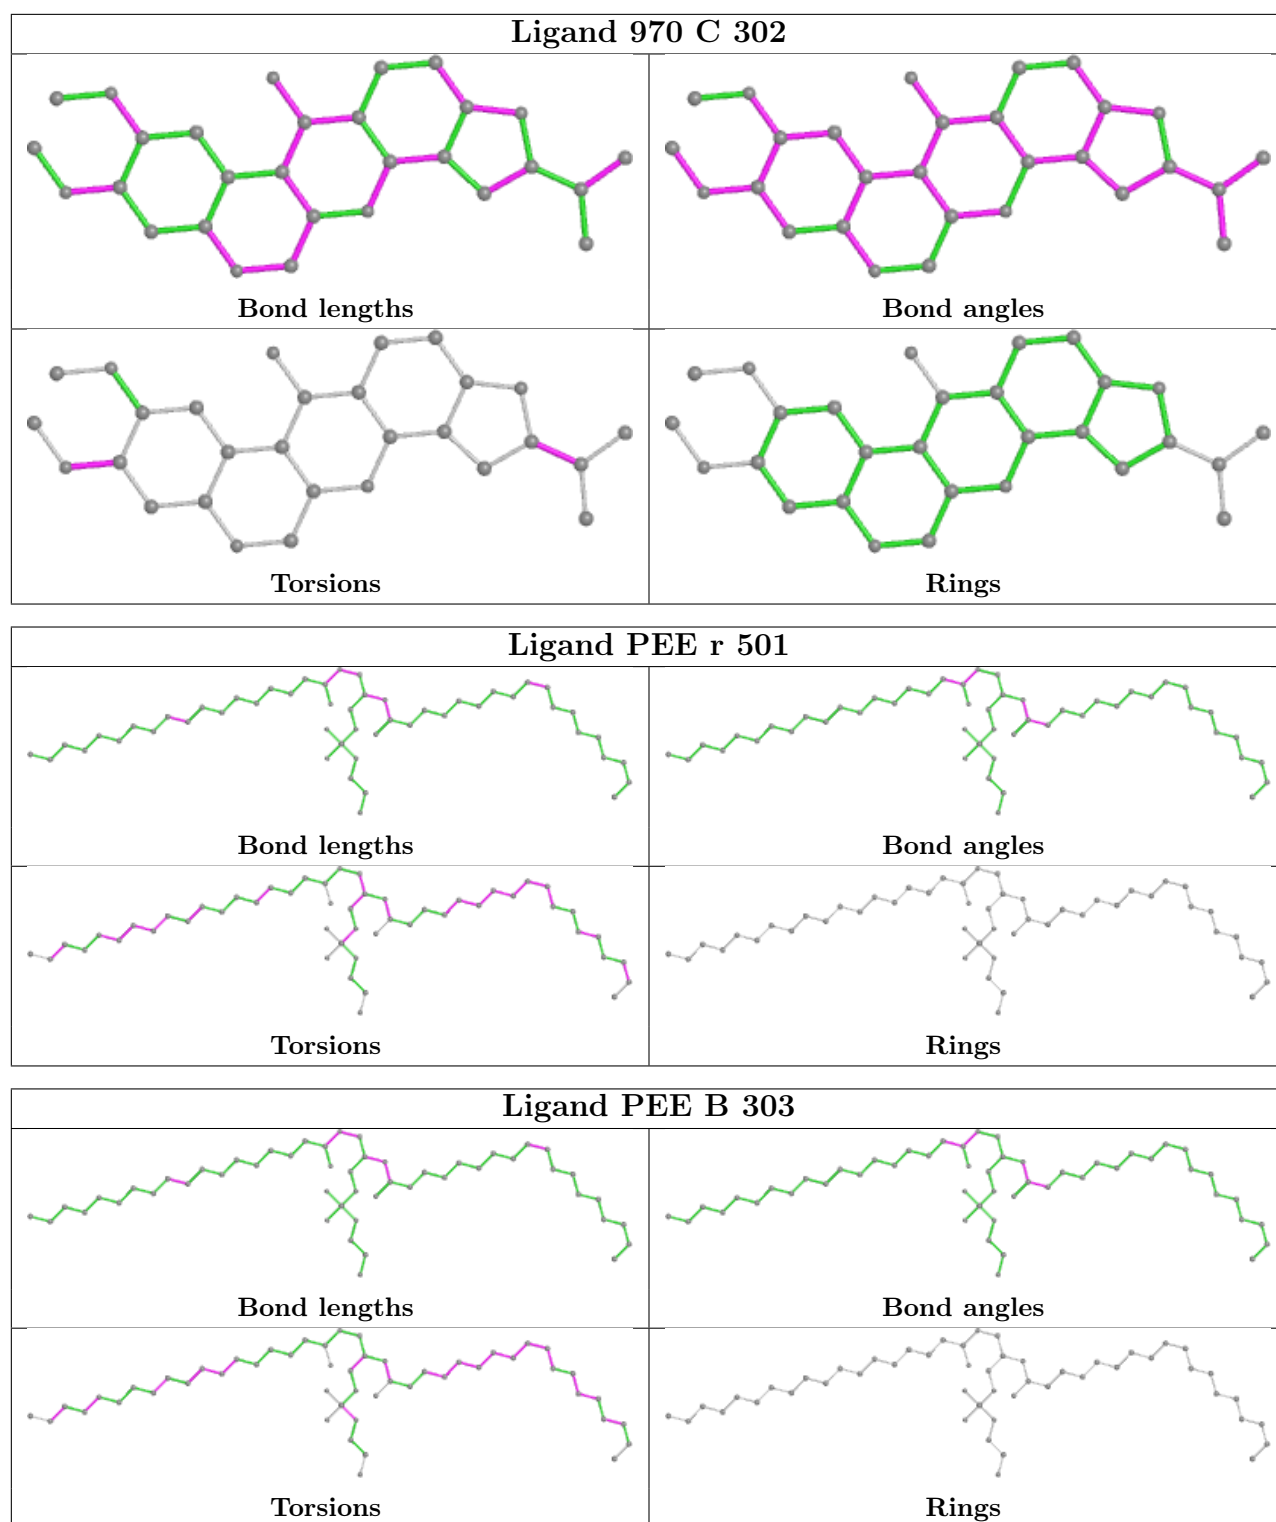 Ligand 970 C 302
Bond lengths
Bond angles
Torsions
Rings
Ligand PEE r 501
Bond lengths
Bond angles
Torsions
Rings
Ligand PEE B 303
Bond lengths
Bond angles
Torsions
Rings